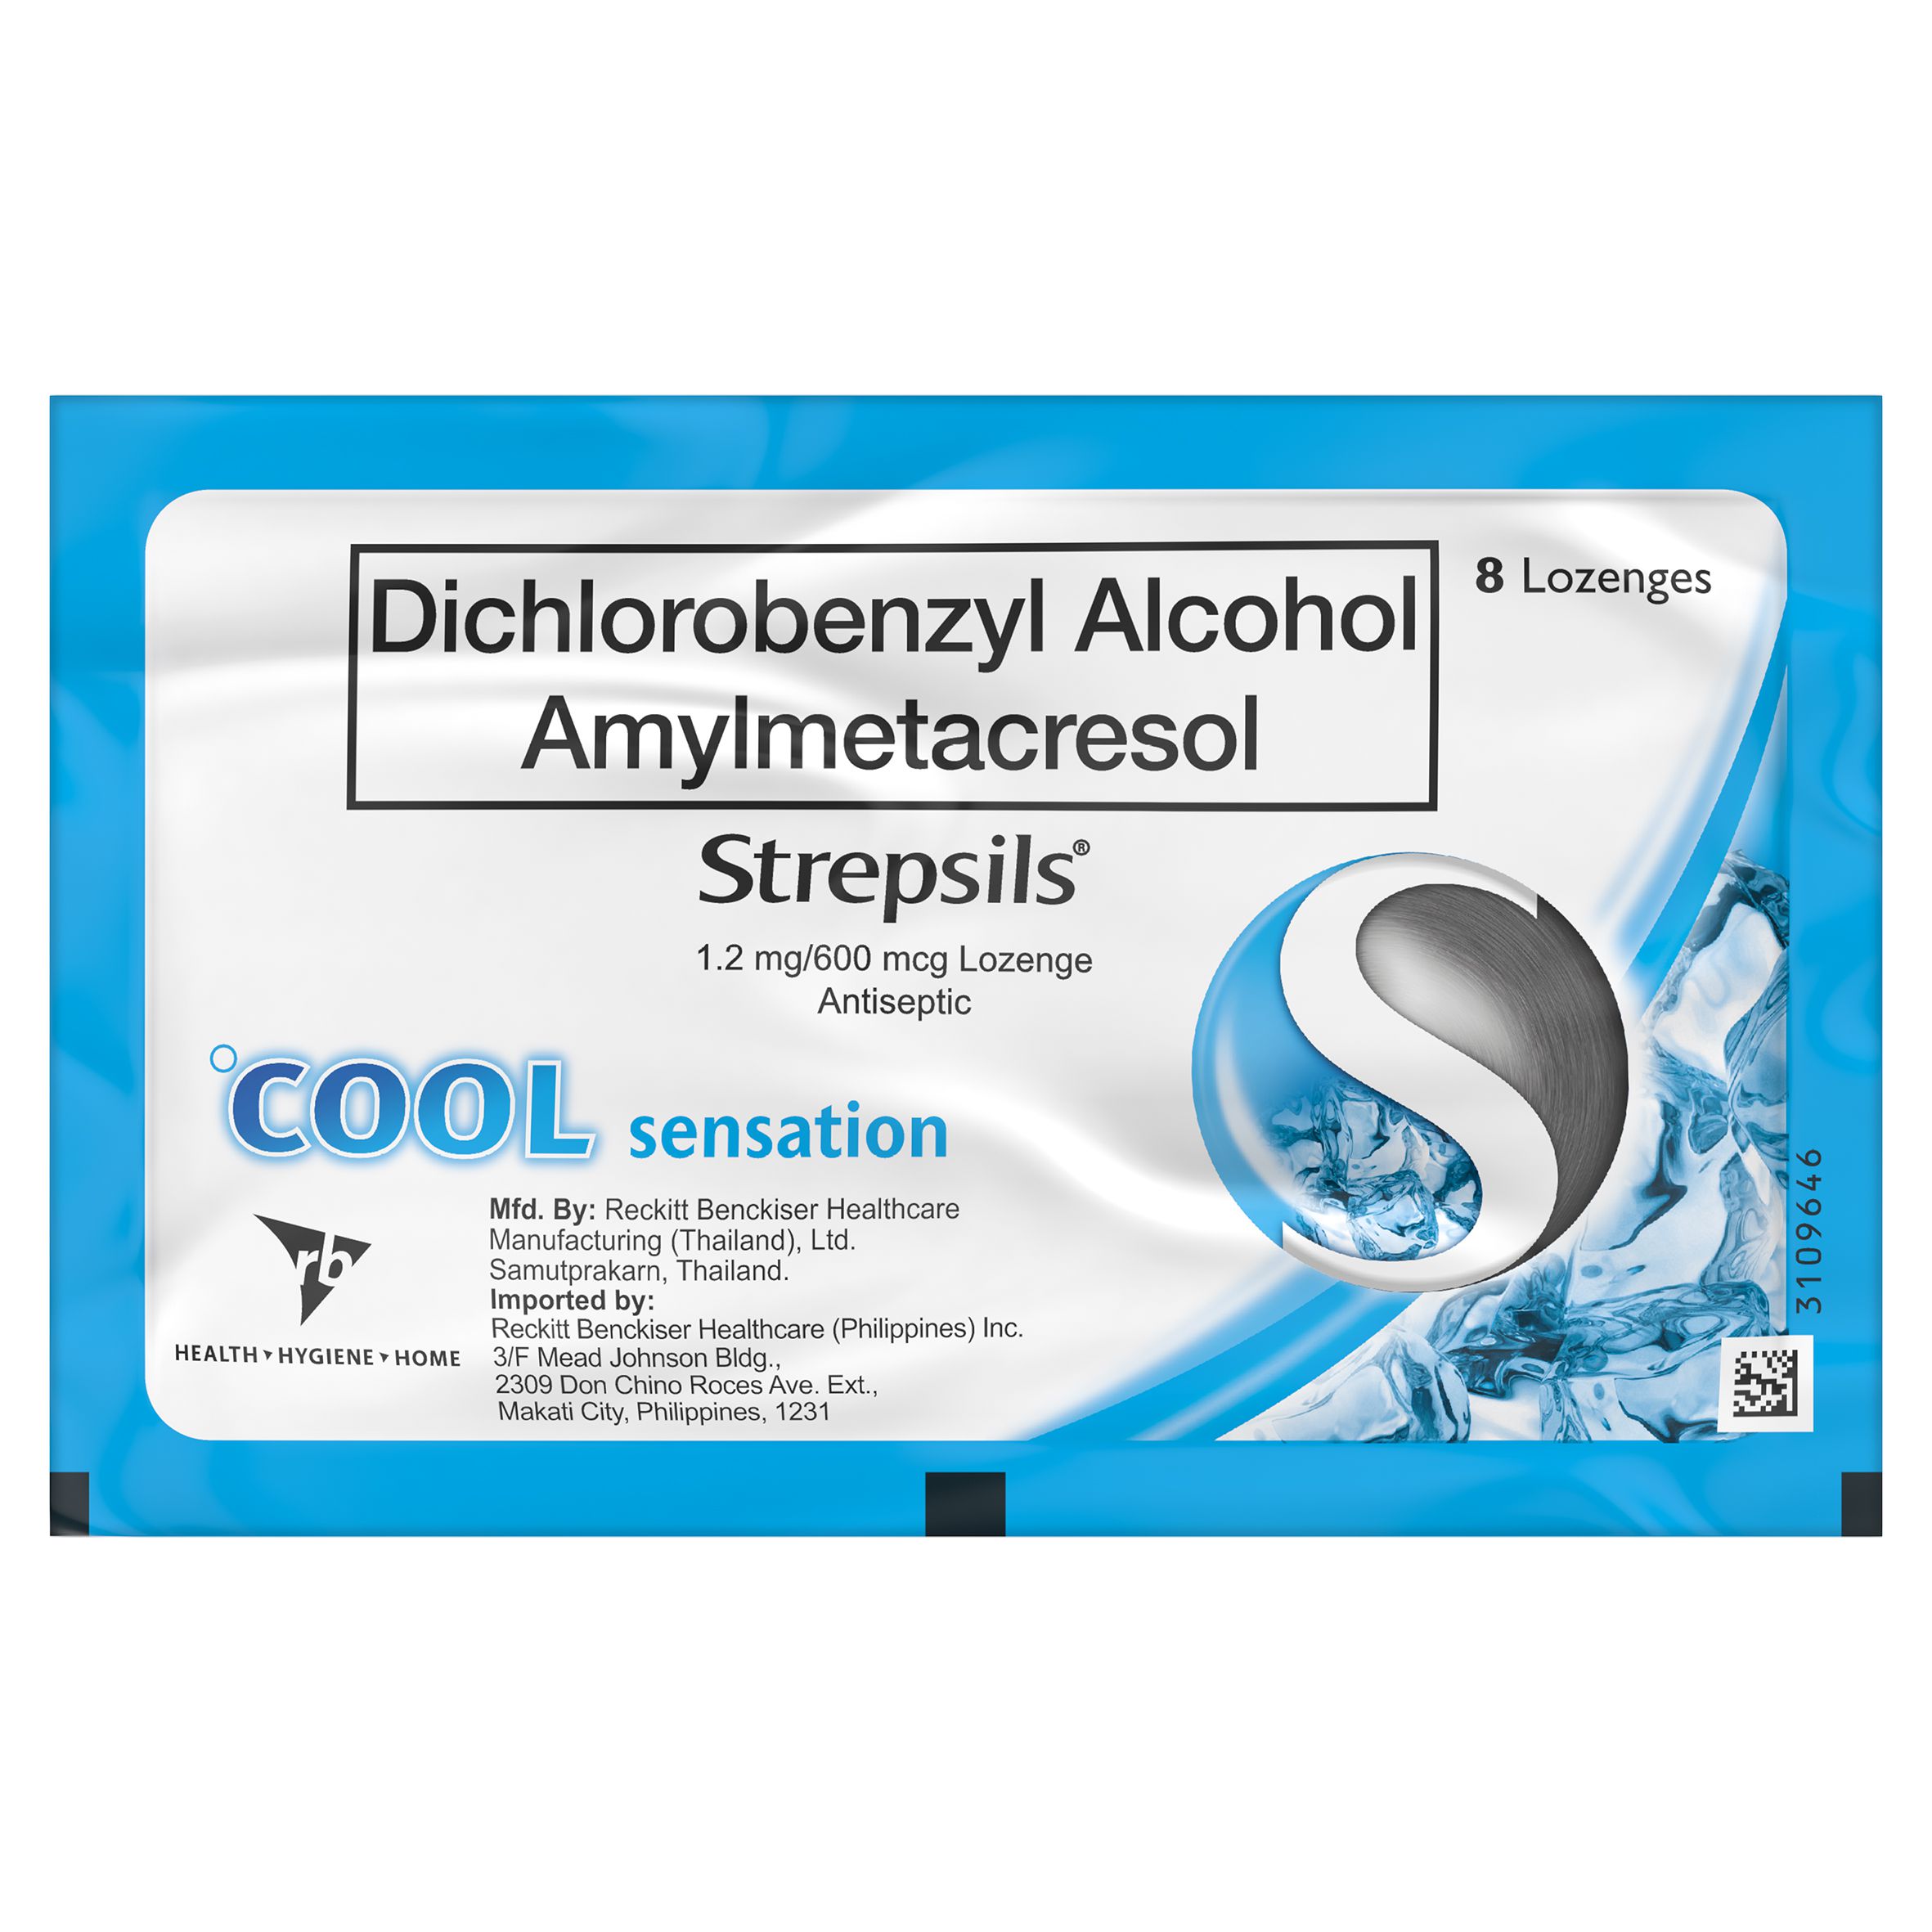 Dichlorobenzyl Alcohol
Amylmetacresol
8 Lozenges
Strepsils®
1.2 mg/600 mcg Lozenge
Antiseptic
°COOL sensation
rb
HEALTH HYGIENE HOME
Mfd. By: Reckitt Benckiser Healthcare
Manufacturing (Thailand), Ltd.
Samutprakarn, Thailand.
Imported by:
Reckitt Benckiser Healthcare (Philippines) Inc.
3/F Mead Johnson Bldg.,
2309 Don Chino Roces Ave. Ext.,
Makati City, Philippines, 1231
S
3109646